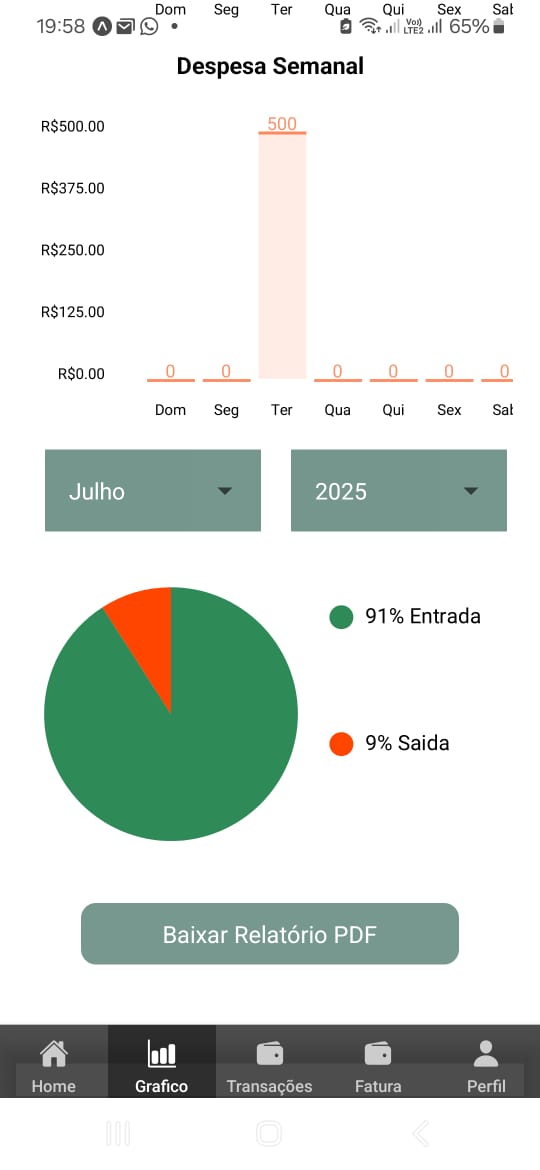 Dom Seg Ter Qua Qui Sex Sab
19:58 Vo) LTE2 65%
Despesa Semanal
R$500.00
500
R$375.00
R$250.00
R$125.00
R$0.00
0 0 0 0 0 0
Dom Seg Ter Qua Qui Sex Sab
Julho 2025
91% Entrada
9% Saida
Baixar Relatório PDF
Home Grafico Transações Fatura Perfil